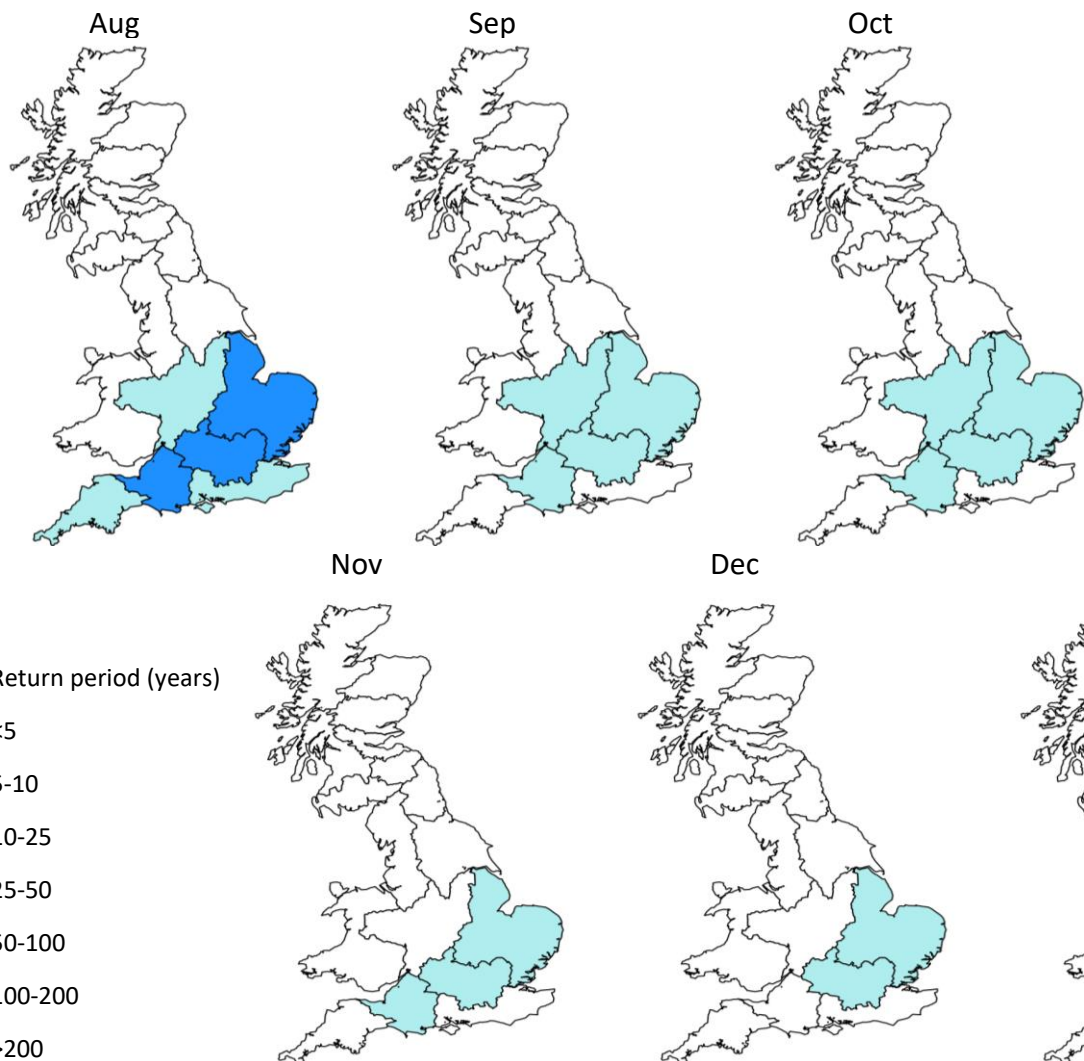 Aug
Sep
Oct
Nov
Dec
Return period (years)
<5
5-10
10-25
25-50
50-100
100-200
>200